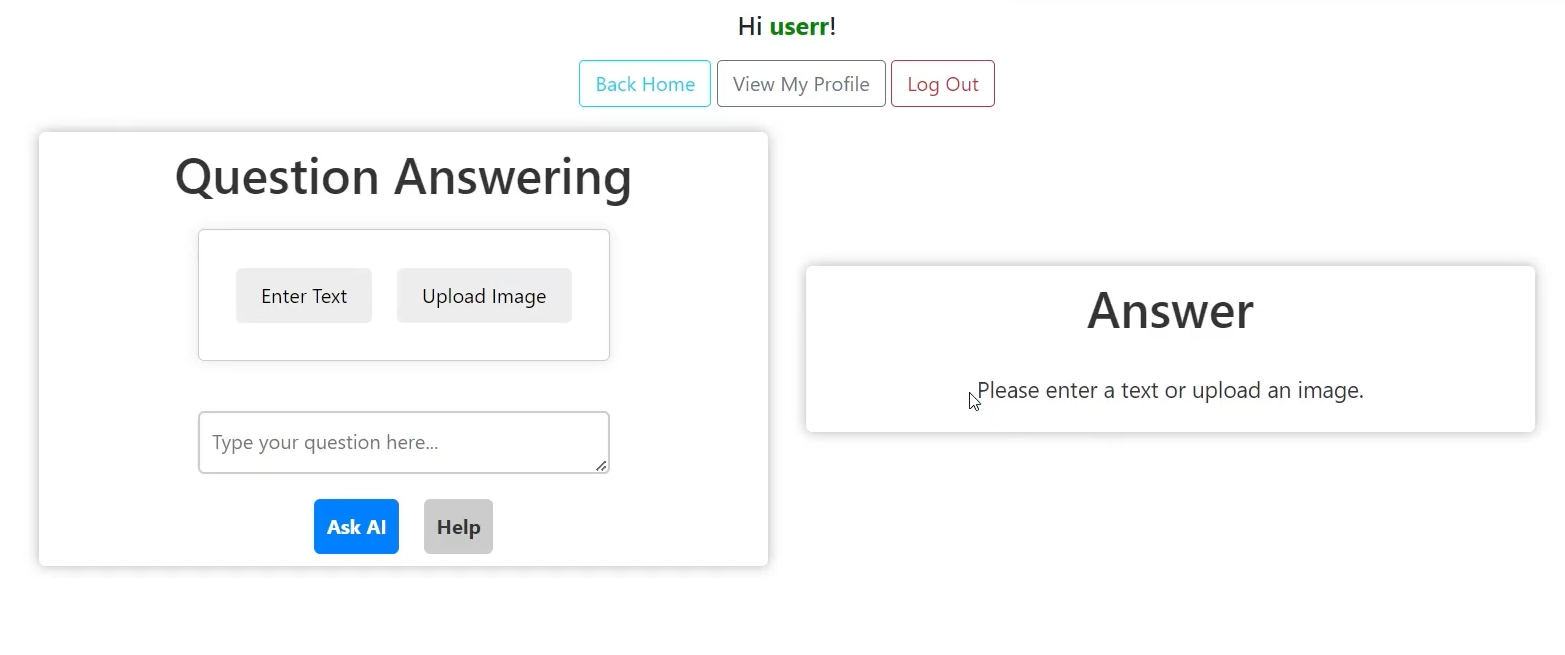 Hi userr!
Back Home View My Profile Log Out
Question Answering
Enter Text Upload Image
Type your question here...
Ask AI Help
Answer
Please enter a text or upload an image.